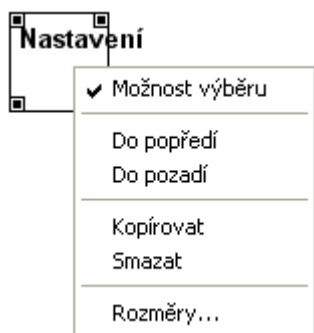 Nastavení
Možnost výběru
Do popředí
Do pozadí
Kopírovat
Smazat
Rozměry...